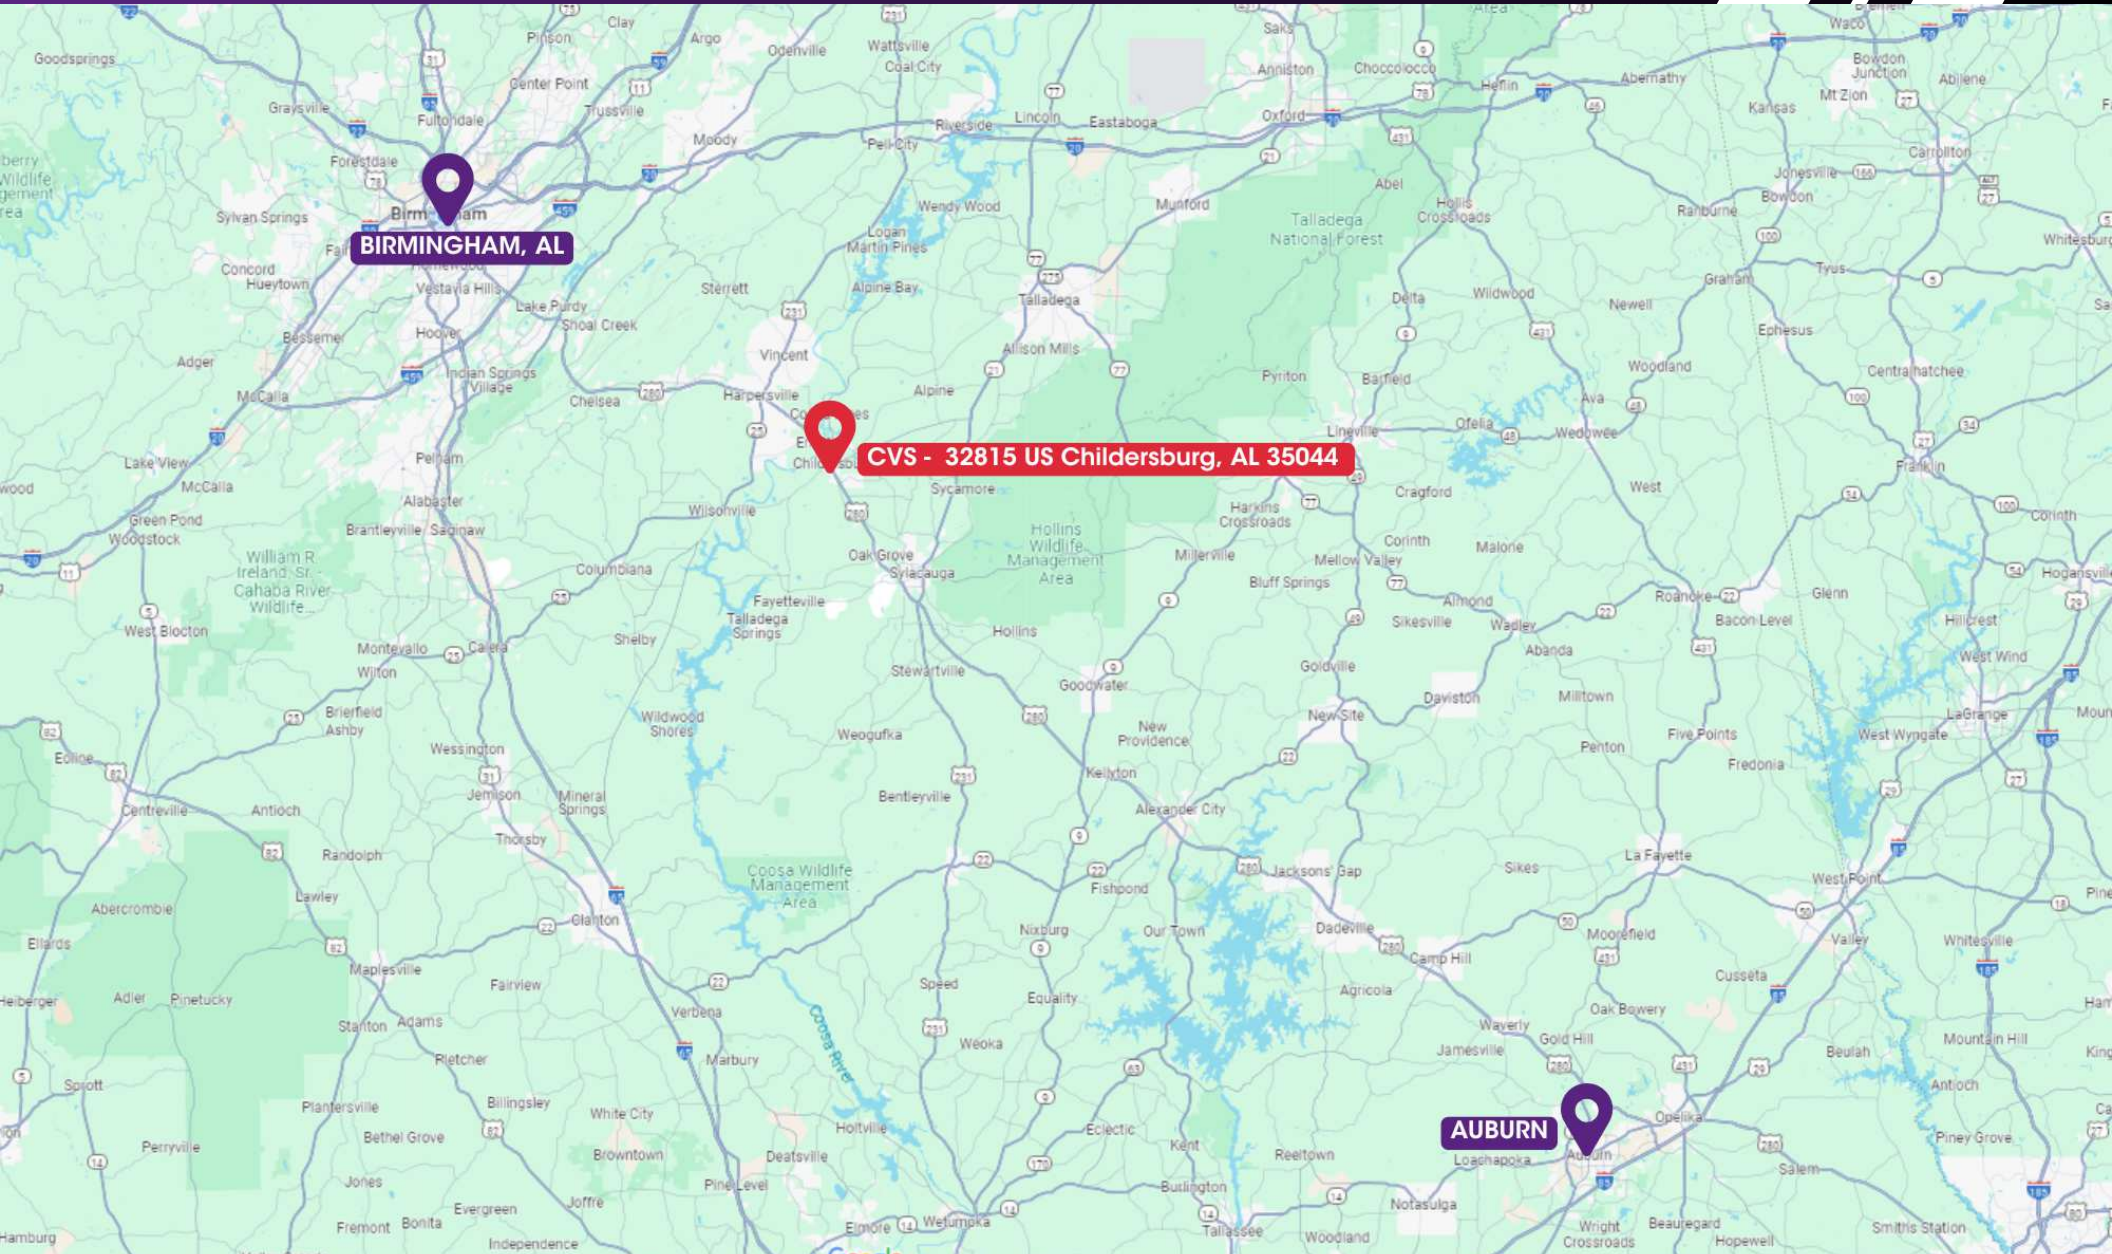 Clay
Pinson
Argo
Odenville
Wattsville
Coal City
Saks
Waco
Goodsprings
Center Point
Anniston
Choccolocco
Heflin
Abernathy
Bowdon
Junction
Abilene
Mt Zion
Kansas
Graysville
Fultondale
Trussville
Moody
Riverside
Lincoln
Eastaboga
Oxford
Pell City
Forestdale
Carrollton
Jonesville
Bowdon
Abel
Hollis
Crossroads
Ranburne
Sylvan Springs
Wendy Wood
Munford
Talladega
National Forest
BIRMINGHAM, AL
Logan
Martin Pines
Whitesburg
Concord
Hueytown
Vestavia Hills
Sterrett
Alpine Bay
Talladega
Delta
Wildwood
Newell
Graham
Tyus
Lake Purdy
Shoal Creek
Ephesus
Bessemer
Hoover
Vincent
Allison Mills
Adger
Indian Springs
Village
Woodland
Centralhatchee
Pyriton
Barfield
McCalla
Chelsea
Harpersville
Alpine
Ava
Ofelia
Wedowee
Lineville
CVS - 32815 US Childersburg, AL 35044
Lake View
McCalla
Pelham
Franklin
Alabaster
Sycamore
Cragford
West
Green Pond
Woodstock
Brantleyville
Saginaw
Wilsonville
Harkins
Crossroads
Corinth
Hollins
Wildlife
Management
Area
William R.
Ireland, Sr. -
Cahaba River
Wildlife...
Oak Grove
Sylacauga
Millerville
Mellow Valley
Corinth
Malone
Columbiana
Bluff Springs
Hogansville
Fayetteville
Talladega
Springs
Almond
Roanoke
Glenn
West Blocton
Shelby
Hollins
Sikesville
Wadley
Bacon Level
Hillcrest
Montevallo
Calera
Abanda
West Wind
Wilton
Stewartville
Goodwater
Goldville
Daviston
Milltown
Brierfield
Ashby
Wildwood
Shores
Weogufka
New
Providence
New Site
Five Points
LaGrange
West Wyngate
Wessington
Penton
Fredonia
Eoline
Kellyton
Jemison
Mineral
Springs
Bentleyville
Alexander City
Centreville
Antioch
Thorsby
Randolph
La Fayette
Coosa Wildlife
Management
Area
Jacksons' Gap
Sikes
West Point
Lawley
Fishpond
Abercrombie
Clanton
Nixburg
Our Town
Dadeville
Moorefield
Ellards
Valley
Whitesville
Camp Hill
Maplesville
Cusseta
Fairview
Speed
Equality
Agricola
Heiberger
Adler
Pinetucky
Verbena
Coosa River
Oak Bowery
Stanton
Adams
Waverly
Gold Hill
Weoka
Jamesville
Mountain Hill
Pletcher
Marbury
Beulah
Sprott
Antioch
Plantersville
Billingsley
White City
Opelika
AUBURN
Bethel Grove
Holtville
Eclectic
Piney Grove
Perryville
Browntown
Deatsville
Kent
Reeltown
Loachapoka
Auburn
Salem
Jones
Pine Level
Burlington
Notasulga
Evergreen
Joffre
Fremont
Bonita
Elmore
Wetumpka
Tallassee
Woodland
Wright
Crossroads
Beauregard
Hopewell
Smiths Station
Hamburg
Independence